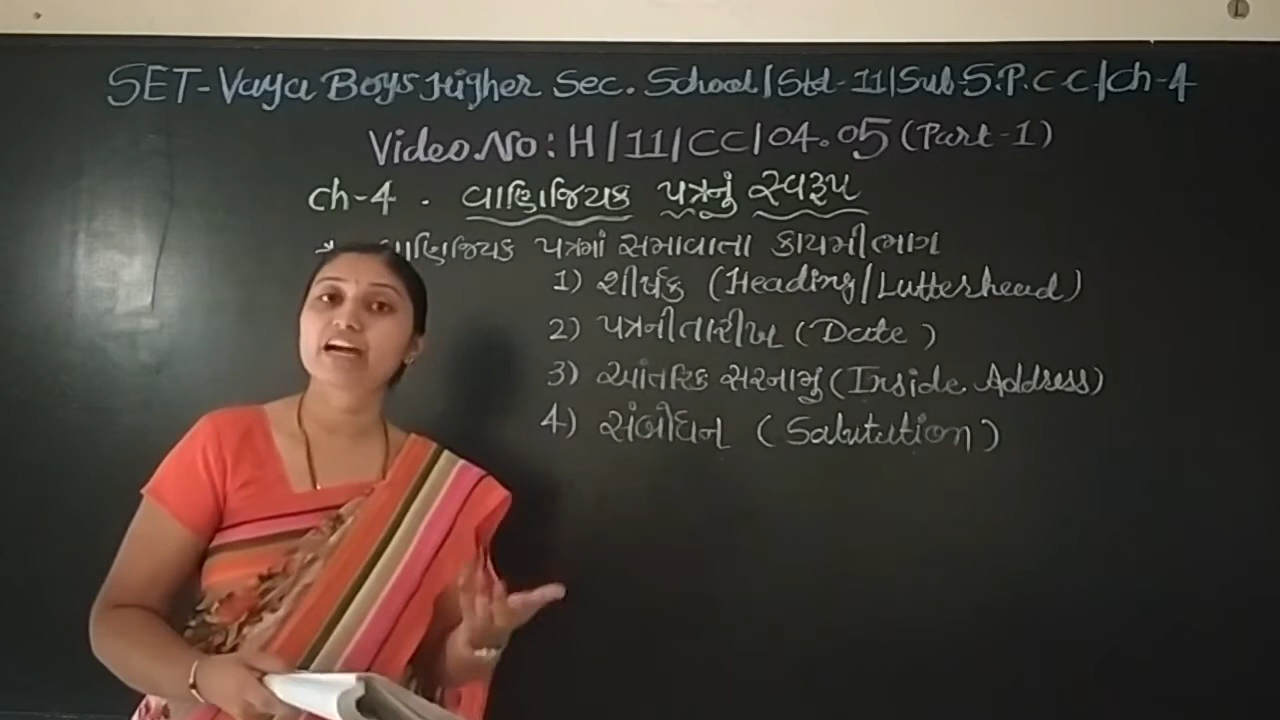 SET-Vaya Boys Higher Sec. School/Std-11/Sub-S.P.C C/Ch-4
Video No: H/11/CC/04.05 (Part-1)
Ch-4. વાણિજ્યિક પત્રનું સ્વરૂપ
વાણિજ્યિક પત્રમાં સમાવાતા કાયમી ભાગ
1) શીર્ષક (Heading/Lutterhead)
2) પત્રની તારીખ (Date)
3) આંતરિક સરનામું (Inside Address)
4) સંબોધન (Salutation)